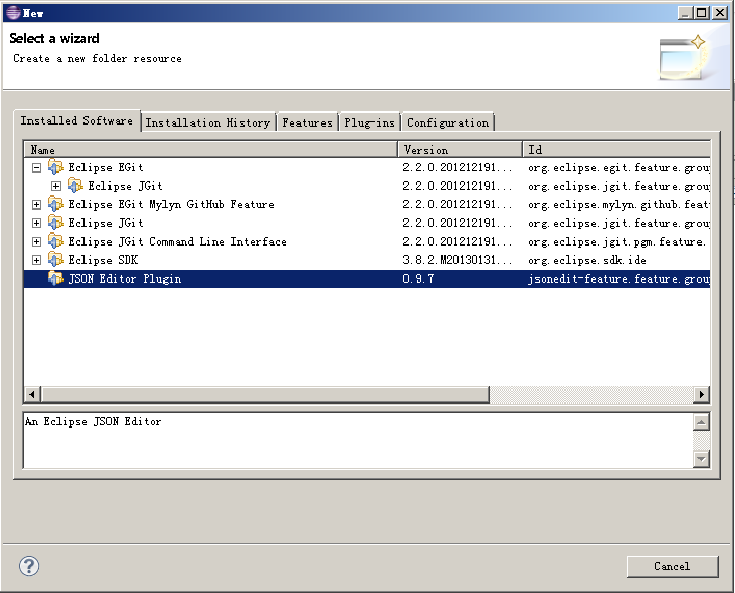 New
Select a wizard
Create a new folder resource
Installed Software Installation History Features Plug-ins Configuration
Name Version Id
Eclipse EGit 2.2.0.201212191... org.eclipse.egit.feature.grou
Eclipse JGit 2.2.0.201212191... org.eclipse.jgit.feature.grou
Eclipse EGit Mylyn GitHub Feature 2.2.0.201212191... org.eclipse.mylyn.github.feat
Eclipse JGit 2.2.0.201212191... org.eclipse.jgit.feature.grou
Eclipse JGit Command Line Interface 2.2.0.201212191... org.eclipse.jgit.pgm.feature.
Eclipse SDK 3.8.2.M20130131... org.eclipse.sdk.ide
JSON Editor Plugin 0.9.7 jsonedit-feature.feature.grou
An Eclipse JSON Editor
?
Cancel